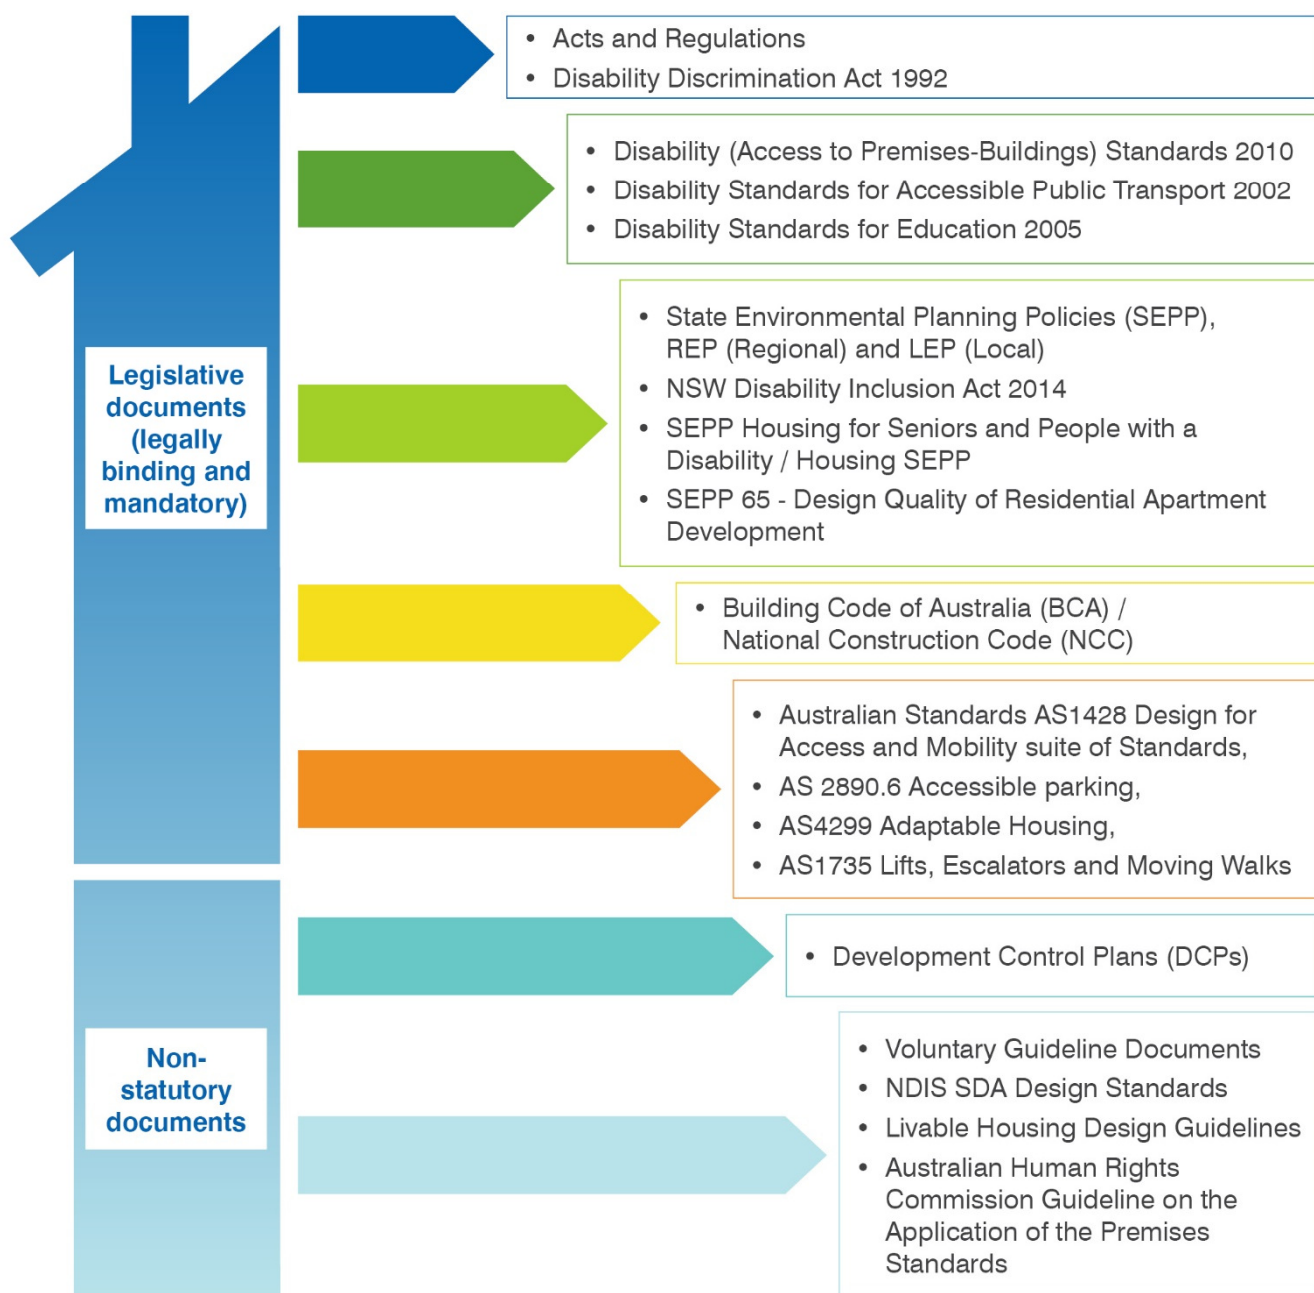 • Acts and Regulations
• Disability Discrimination Act 1992
• Disability (Access to Premises-Buildings) Standards 2010
• Disability Standards for Accessible Public Transport 2002
• Disability Standards for Education 2005
Legislative
documents
(legally
binding and
mandatory)
• State Environmental Planning Policies (SEPP),
REP (Regional) and LEP (Local)
• NSW Disability Inclusion Act 2014
• SEPP Housing for Seniors and People with a
Disability / Housing SEPP
• SEPP 65 - Design Quality of Residential Apartment
Development
• Building Code of Australia (BCA) /
National Construction Code (NCC)
• Australian Standards AS1428 Design for
Access and Mobility suite of Standards,
• AS 2890.6 Accessible parking,
• AS4299 Adaptable Housing,
• AS1735 Lifts, Escalators and Moving Walks
• Development Control Plans (DCPs)
Non-
statutory
documents
• Voluntary Guideline Documents
• NDIS SDA Design Standards
• Livable Housing Design Guidelines
• Australian Human Rights
Commission Guideline on the
Application of the Premises
Standards